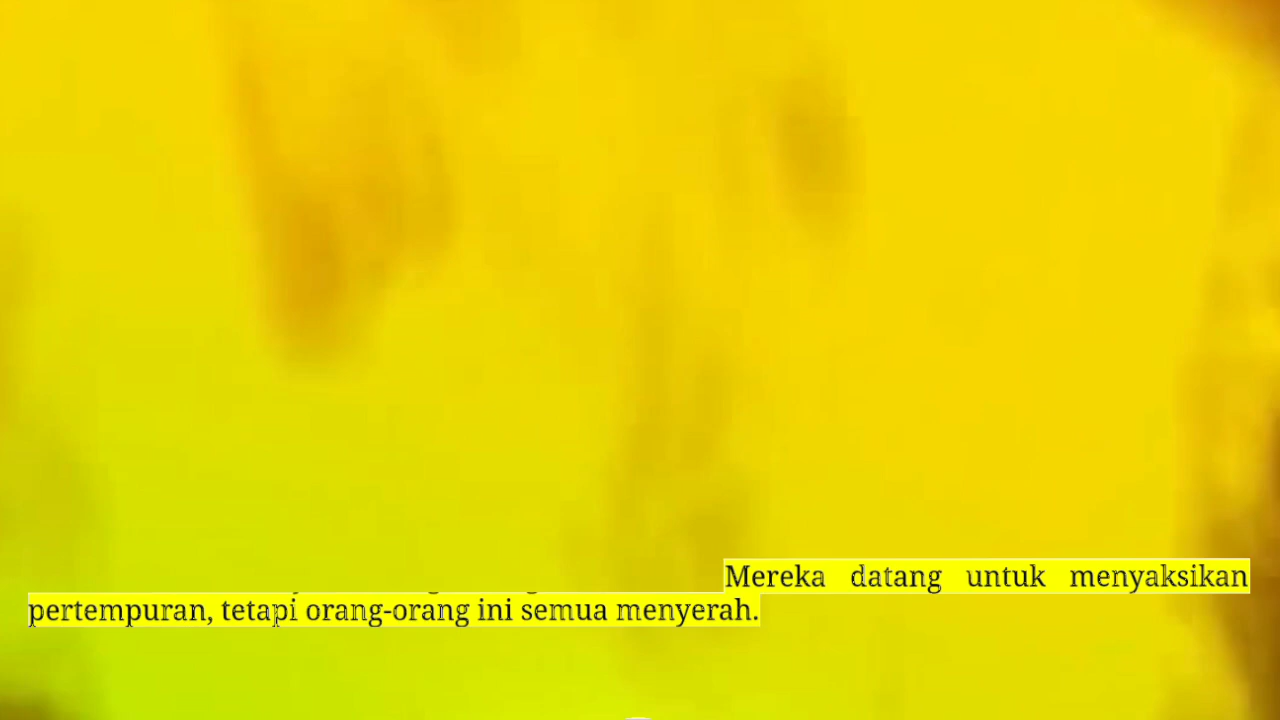 Mereka datang untuk menyaksikan
pertempuran, tetapi orang-orang ini semua menyerah.